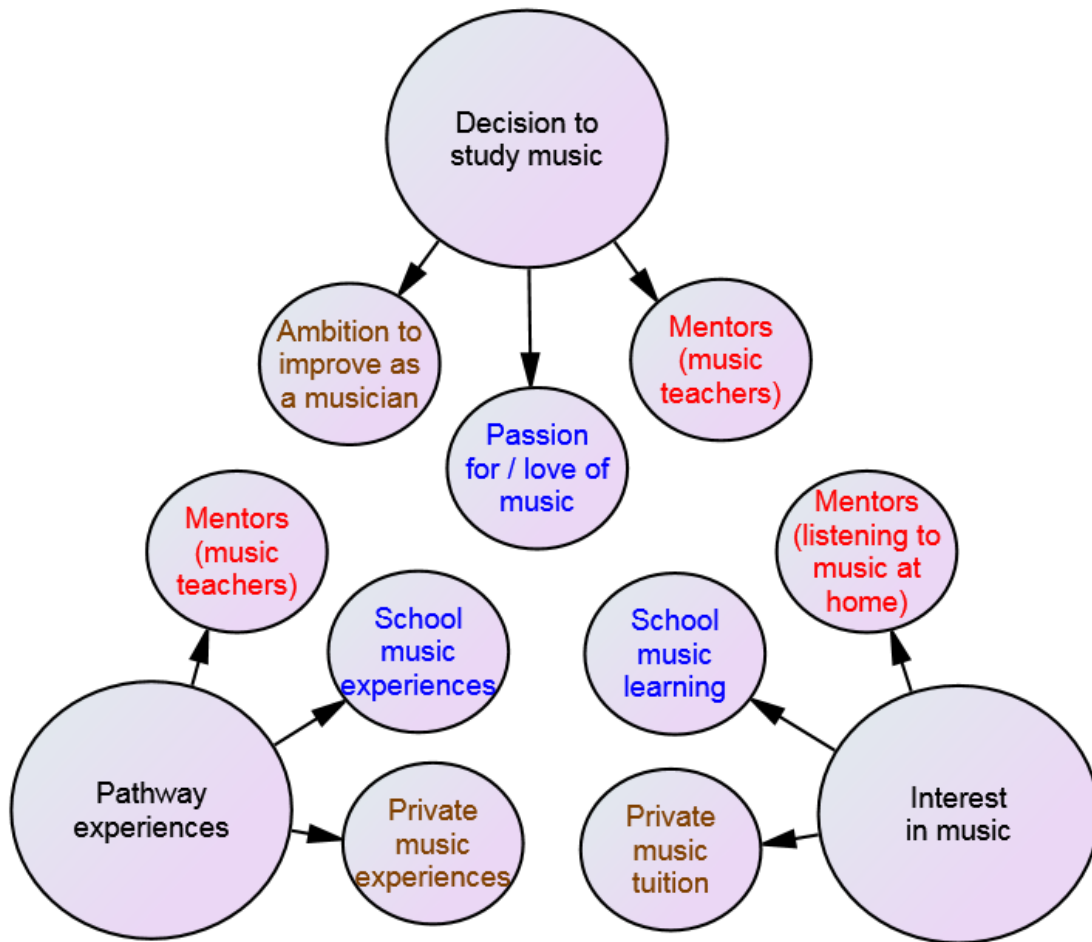 Decision to
study music
Ambition to
improve as
a musician
Passion
for / love of
music
Mentors
(music
teachers)
Mentors
(music
teachers)
School
music
experiences
Private
music
experiences
Pathway
experiences
Mentors
(listening to
music at
home)
School
music
learning
Private
music
tuition
Interest
in music